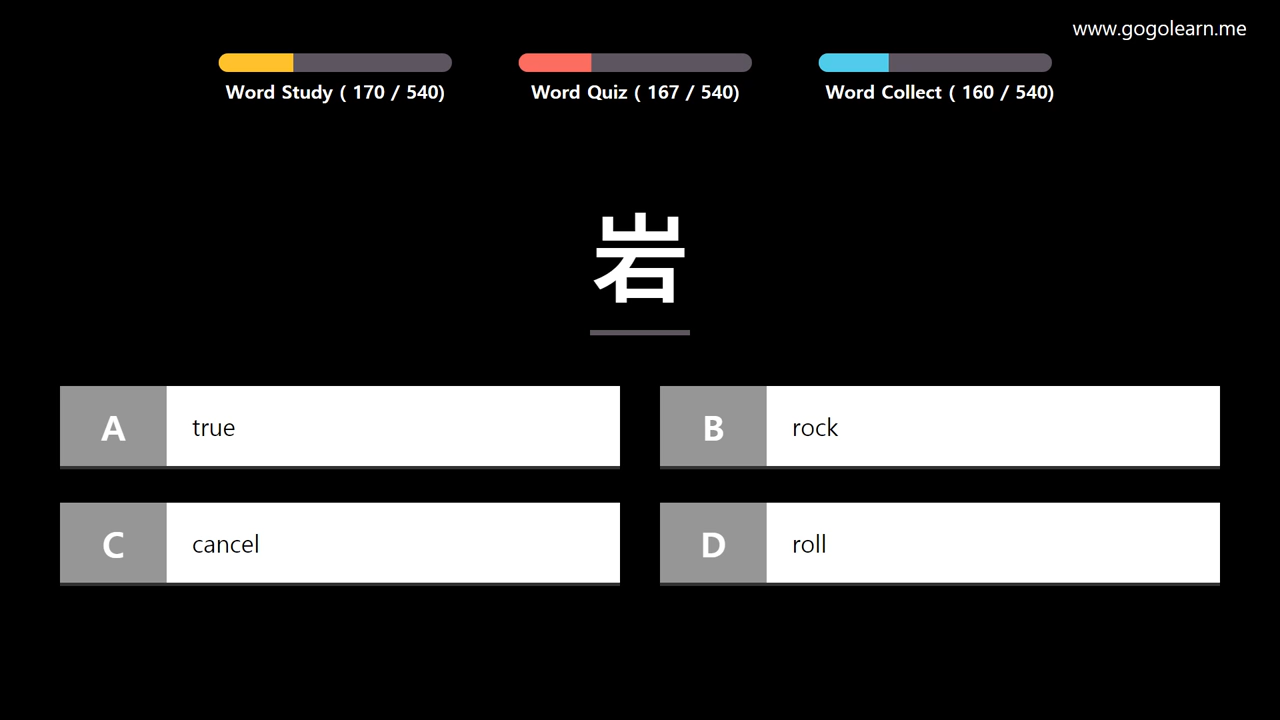 www.gogolearn.me
Word Study ( 170 / 540)
Word Quiz ( 167 / 540)
Word Collect ( 160 / 540)
岩
A true
B rock
C cancel
D roll